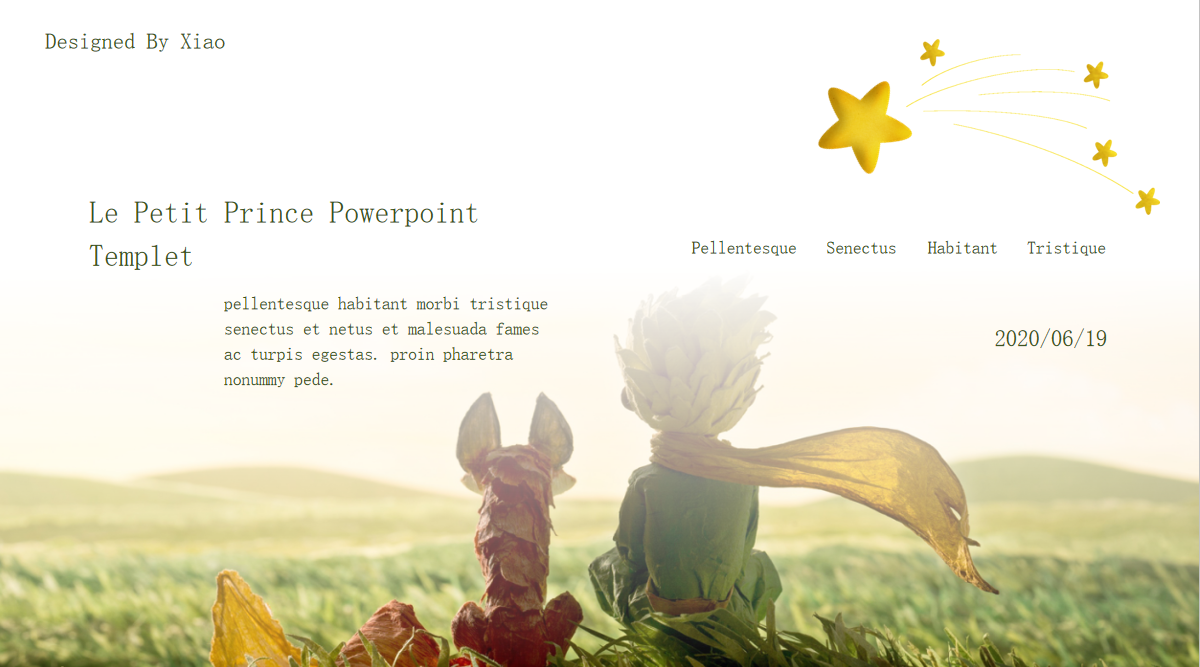 Designed By Xiao
Le Petit Prince Powerpoint
Templet
pellentesque habitant morbi tristique
senectus et netus et malesuada fames
ac turpis egestas. proin pharetra
nonummy pede.
Pellentesque Senectus Habitant Tristique
2020/06/19